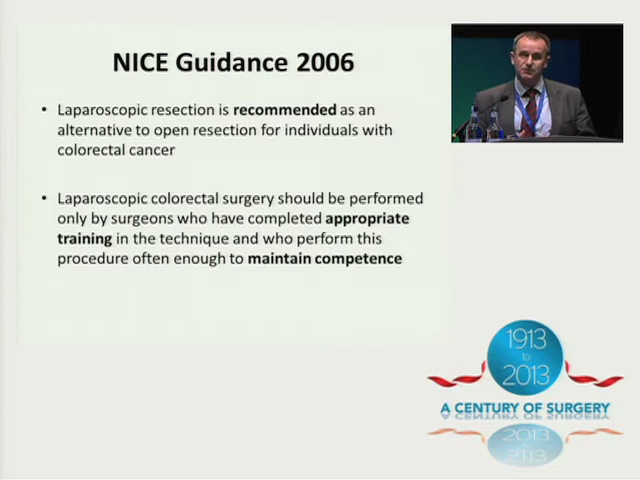 NICE Guidance 2006
• Laparoscopic resection is recommended as an
alternative to open resection for individuals with
colorectal cancer
• Laparoscopic colorectal surgery should be performed
only by surgeons who have completed appropriate
training in the technique and who perform this
procedure often enough to maintain competence
1913
to
2013
A CENTURY OF SURGERY